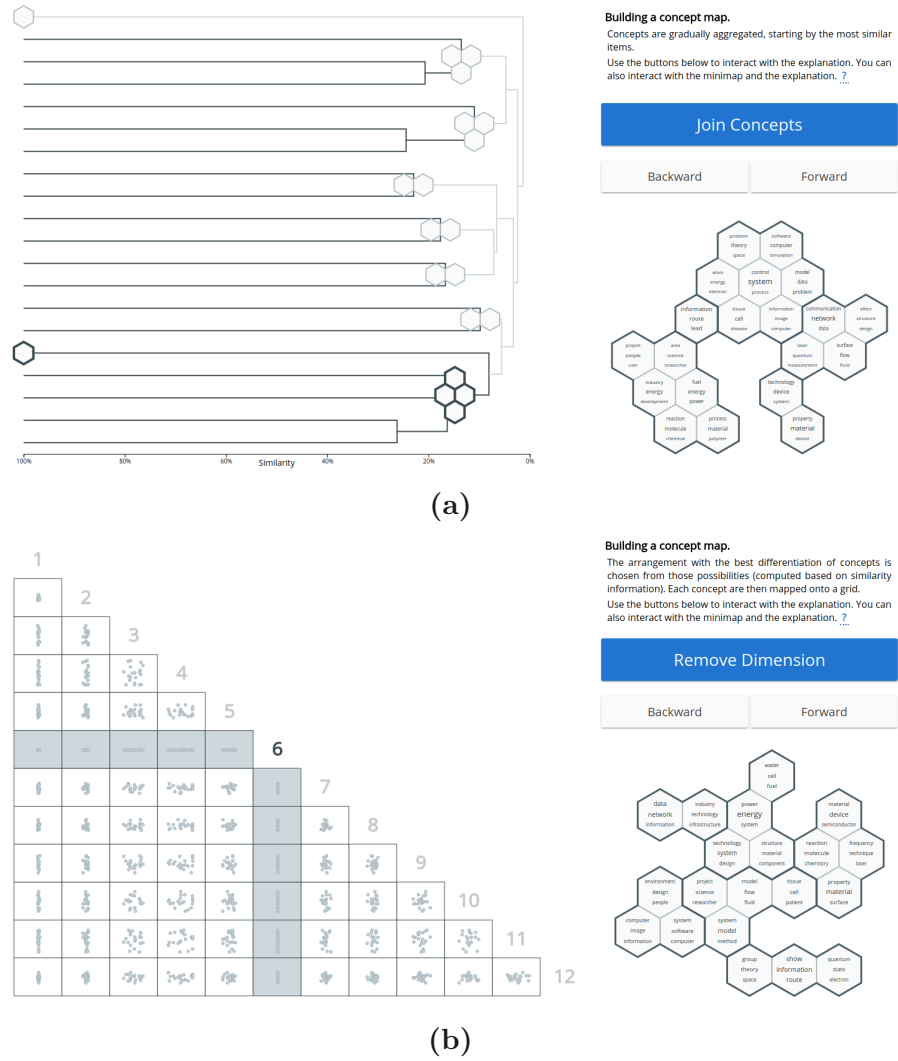 Building a concept map.
Concepts are gradually aggregated, starting by the most similar
items.
Use the buttons below to interact with the explanation. You can
also interact with the minimap and the explanation. ?
Join Concepts
Backward
Forward
problem
theory
space
software
computer
simulation
atom
energy
electron
control
system
process
model
data
problem
information
route
lead
tissue
cell
disease
information
image
computer
communication
network
data
effect
structure
design
project
people
user
area
science
researcher
laser
quantum
measurement
surface
flow
fluid
industry
energy
development
fuel
energy
power
technology
device
system
reaction
molecule
chemical
process
material
polymer
property
material
device
100%
80%
60%
40%
20%
0%
Similarity
(a)
1
2
3
4
5
6
7
8
9
10
11
12
Building a concept map.
The arrangement with the best differentiation of concepts is
chosen from those possibilities (computed based on similarity
information). Each concept are then mapped onto a grid.
Use the buttons below to interact with the explanation. You can
also interact with the minimap and the explanation. ?
Remove Dimension
Backward
Forward
water
cell
fuel
data
network
information
industry
technology
infrastructure
power
energy
system
material
device
semiconductor
technology
system
design
structure
material
component
reaction
molecule
chemistry
frequency
technique
laser
environment
design
people
project
science
researcher
model
flow
fluid
tissue
cell
patient
property
material
surface
computer
image
information
system
software
computer
system
model
method
group
theory
space
show
information
route
quantum
state
electron
(b)